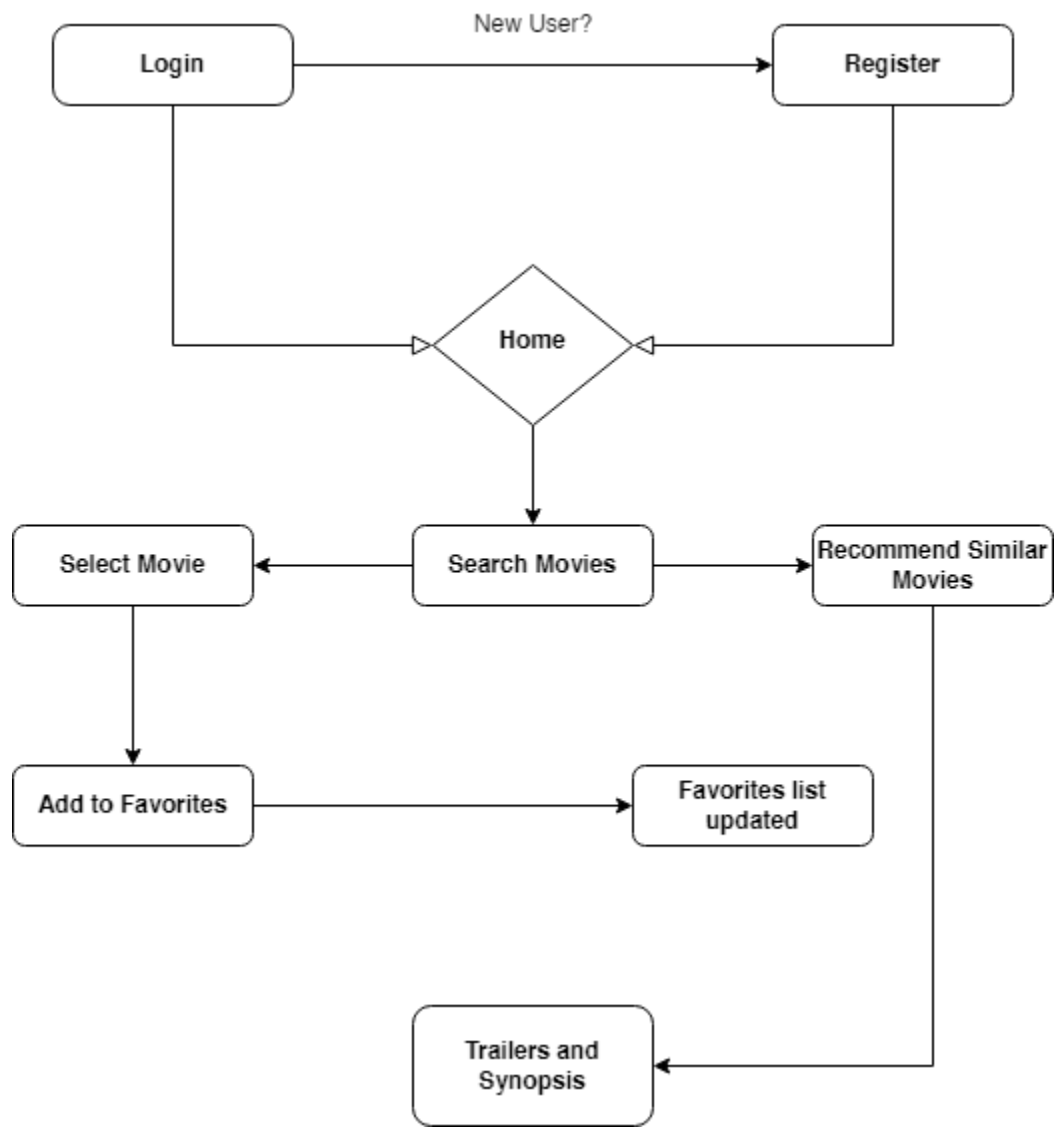 New User?
Login
Register
Home
Select Movie
Search Movies
Recommend Similar
Movies
Add to Favorites
Favorites list
updated
Trailers and
Synopsis